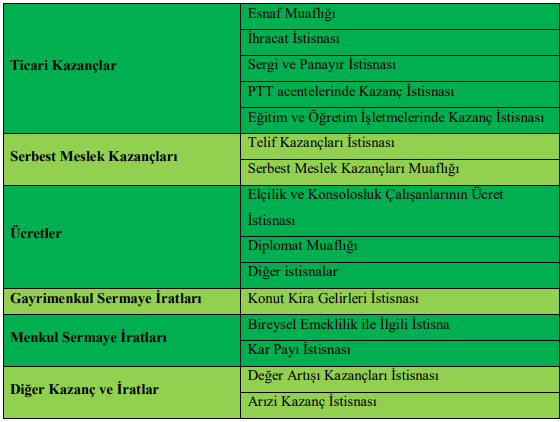 Ticari Kazançlar
Esnaf Muaflığı
İhracat İstisnası
Sergi ve Panayır İstisnası
PTT acentelerinde Kazanç İstisnası
Eğitim ve Öğretim İşletmelerinde Kazanç İstisnası
Serbest Meslek Kazançları
Telif Kazançları İstisnası
Serbest Meslek Kazançları Muaflığı
Ücretler
Elçilik ve Konsolosluk Çalışanlarının Ücret
İstisnası
Diplomat Muaflığı
Diğer istisnalar
Gayrimenkul Sermaye İratları
Konut Kira Gelirleri İstisnası
Menkul Sermaye İratları
Bireysel Emeklilik ile İlgili İstisna
Kar Payı İstisnası
Diğer Kazanç ve İratlar
Değer Artışı Kazançları İstisnası
Arızi Kazanç İstisnası